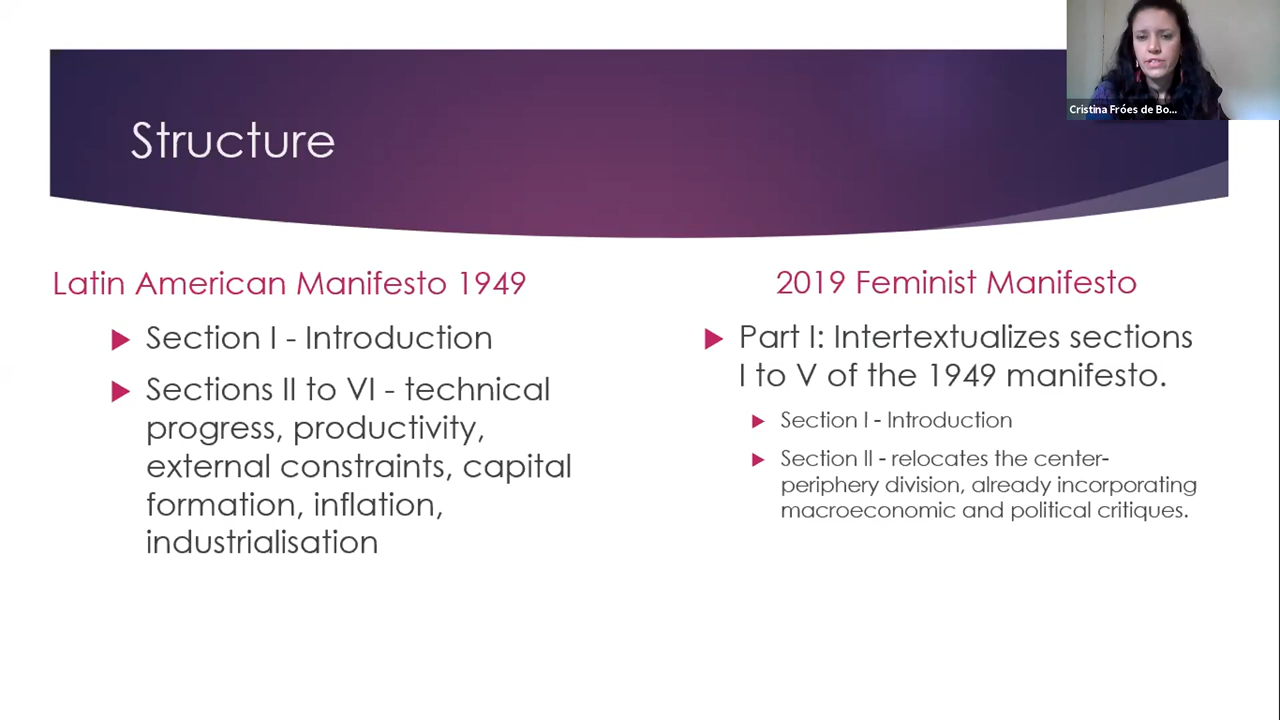 Structure
Cristina Fróes de Bo...
Latin American Manifesto 1949
Section I - Introduction
Sections II to VI - technical
progress, productivity,
external constraints, capital
formation, inflation,
industrialisation
2019 Feminist Manifesto
Part I: Intertextualizes sections
I to V of the 1949 manifesto.
Section I - Introduction
Section II - relocates the center-
periphery division, already incorporating
macroeconomic and political critiques.